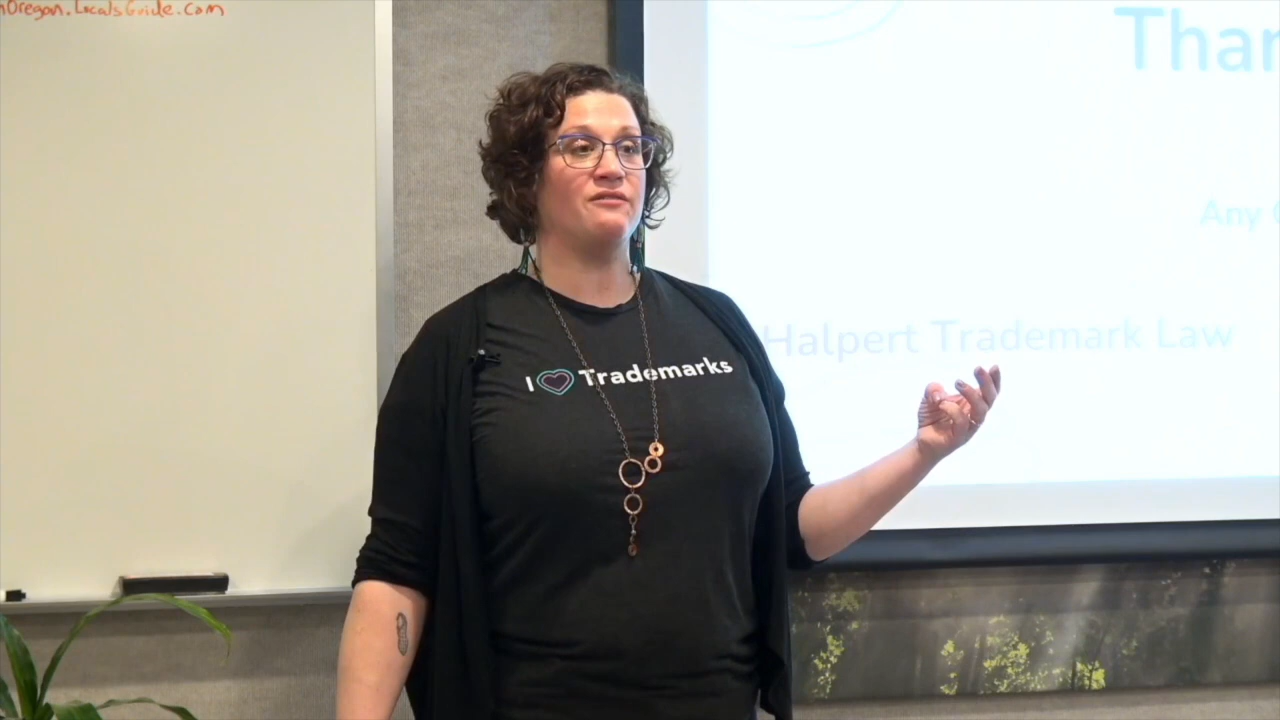 nOregon.LocalsGuide.com
Than
Any
Halpert Trademark Law
I Trademarks